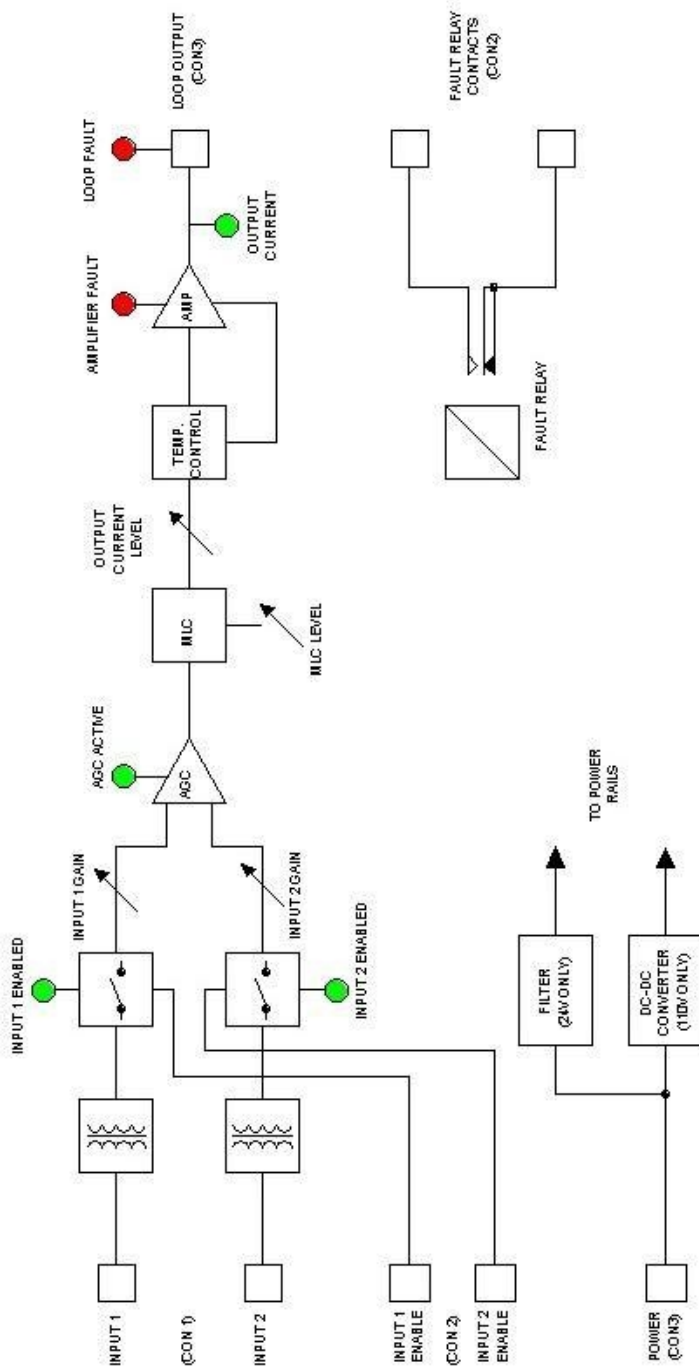 INPUT 1 ENABLED
AGC ACTIVE
AMPLIFIER FAULT
LOOP FAULT
INPUT 1
INPUT 1 GAIN
OUTPUT
CURRENT
LEVEL
LOOP OUTPUT
(CON3)
(CON 1)
AGC
MLC
TEMP.
CONTROL
AMP
INPUT 2
INPUT 2 GAIN
MLC LEVEL
OUTPUT
CURRENT
INPUT 2 ENABLED
INPUT 1
ENABLE
(CON 2)
INPUT 2
ENABLE
FAULT RELAY
FAULT RELAY
CONTACTS
(CON2)
FILTER
(24V ONLY)
TO POWER
RAILS
DC-DC
CONVERTER
(110V ONLY)
POWER
(CON3)